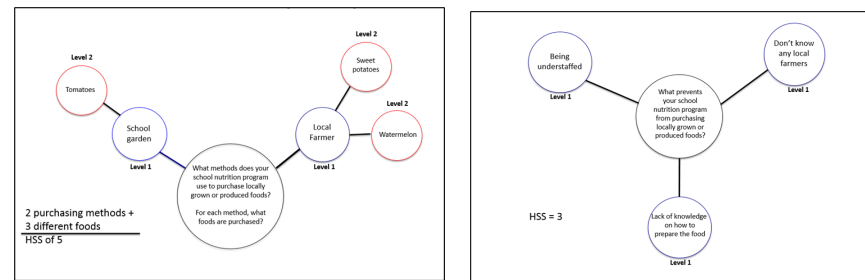 Level 2
Tomatoes
School
garden
Level 1
Level 2
Sweet
potatoes
Level 2
Watermelon
Local
Farmer
Level 1
What methods does your
school nutrition program
use to purchase locally
grown or produced foods?
For each method, what
foods are purchased?
2 purchasing methods +
3 different foods
HSS of 5
Being
understaffed
Level 1
Don't know
any local
farmers
Level 1
What prevents
your school
nutrition program
from purchasing
locally grown or
produced foods?
HSS = 3
Lack of knowledge
on how to
prepare the food
Level 1